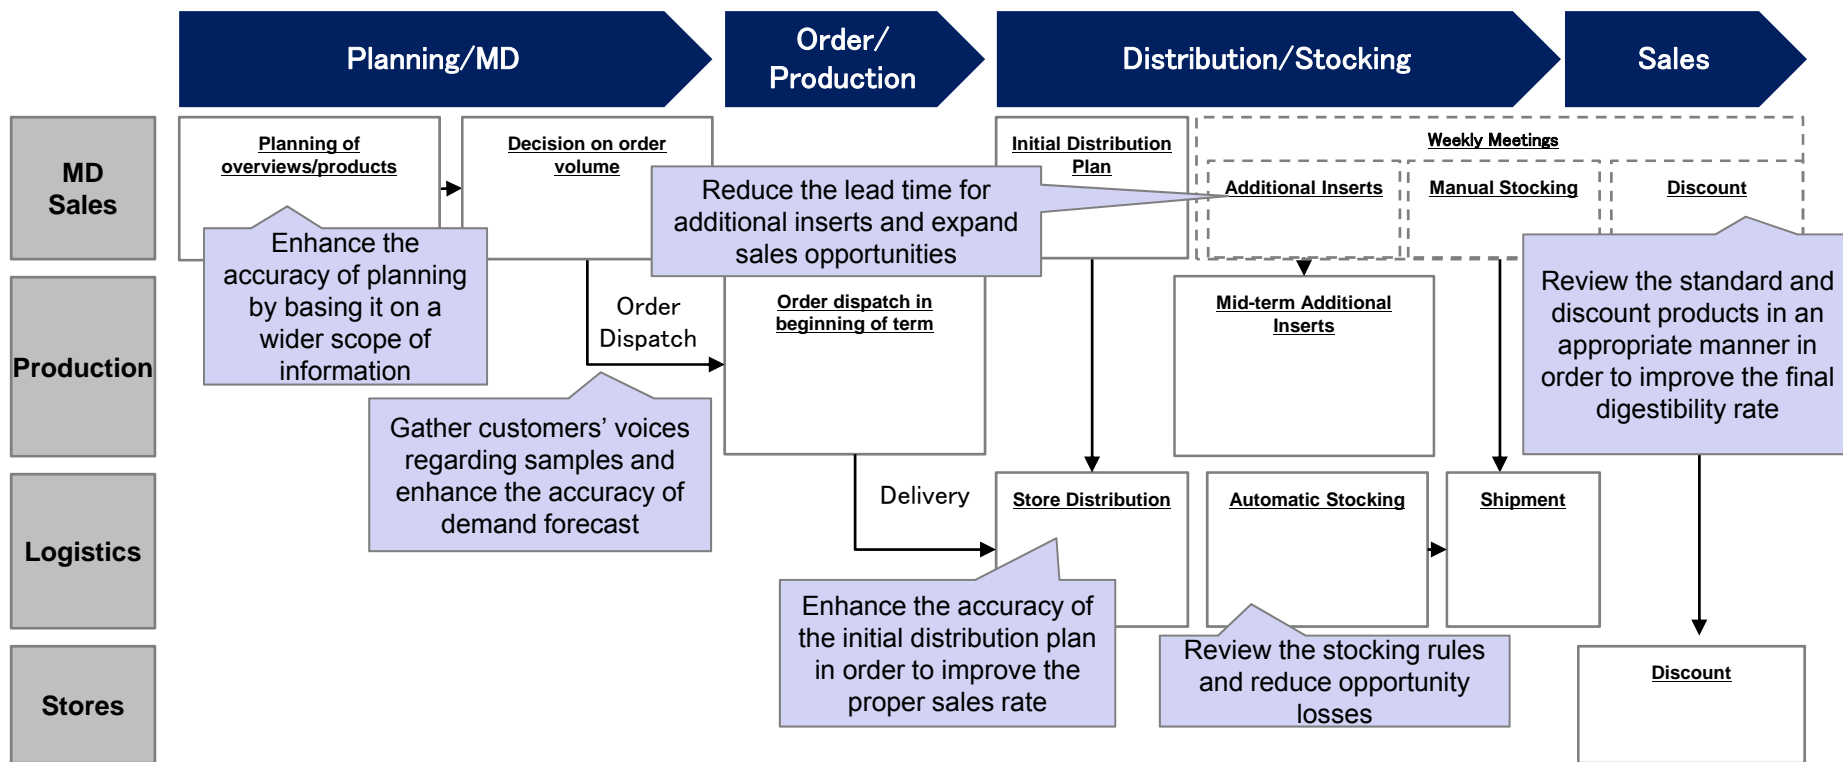 Planning/MD
Order/
Production
Distribution/Stocking
Sales
MD
Sales
Planning of
overviews/products
Decision on order
volume
Initial Distribution
Plan
Weekly Meetings
Additional Inserts
Manual Stocking
Discount
Reduce the lead time for
additional inserts and expand
sales opportunities
Enhance the
accuracy of planning
by basing it on a
wider scope of
information
Review the standard and
discount products in an
appropriate manner in
order to improve the final
digestibility rate
Production
Order
Dispatch
Order dispatch in
beginning of term
Mid-term Additional
Inserts
Gather customers’ voices
regarding samples and
enhance the accuracy of
demand forecast
Logistics
Delivery
Store Distribution
Automatic Stocking
Shipment
Enhance the accuracy of
the initial distribution plan
in order to improve the
proper sales rate
Review the stocking rules
and reduce opportunity
losses
Stores
Discount